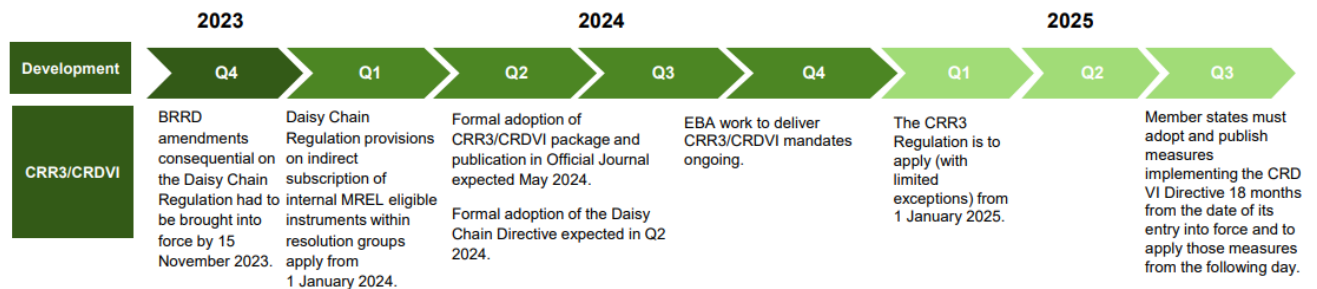 2023
2024
2025
Development
Q4
Q1
Q2
Q3
Q4
Q1
Q2
Q3
CRR3/CRDVI
BRRD
amendments
consequential on
the Daisy Chain
Regulation had to
be brought into
force by 15
November 2023.
Daisy Chain
Regulation provisions
on indirect
subscription of
internal MREL eligible
instruments within
resolution groups
apply from
1 January 2024.
Formal adoption of
CRR3/CRDVI package and
publication in Official Journal
expected May 2024.
Formal adoption of the Daisy
Chain Directive expected in Q2
2024.
EBA work to deliver
CRR3/CRDVI mandates
ongoing.
The CRR3
Regulation is to
apply (with
limited
exceptions) from
1 January 2025.
Member states must
adopt and publish
measures
implementing the CRD
VI Directive 18 months
from the date of its
entry into force and to
apply those measures
from the following day.